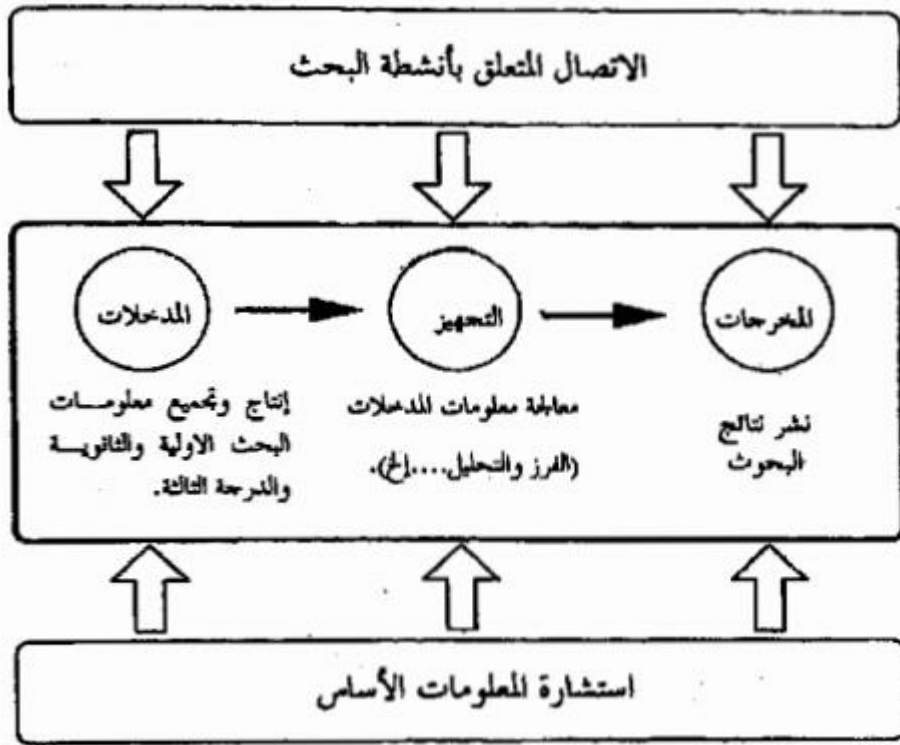 الاتصال المتعلق بأنشطة البحث
المدخلات
التجهيز
المخرجات
إنتاج وتجميع معلومات
البحث الاولية والثانوية
والدرجة الثالثة.
معالجة معلومات المدخلات
(الفرز والتحليل....إلخ).
نشر نتائج
البحوث
استشارة المعلومات الأساس